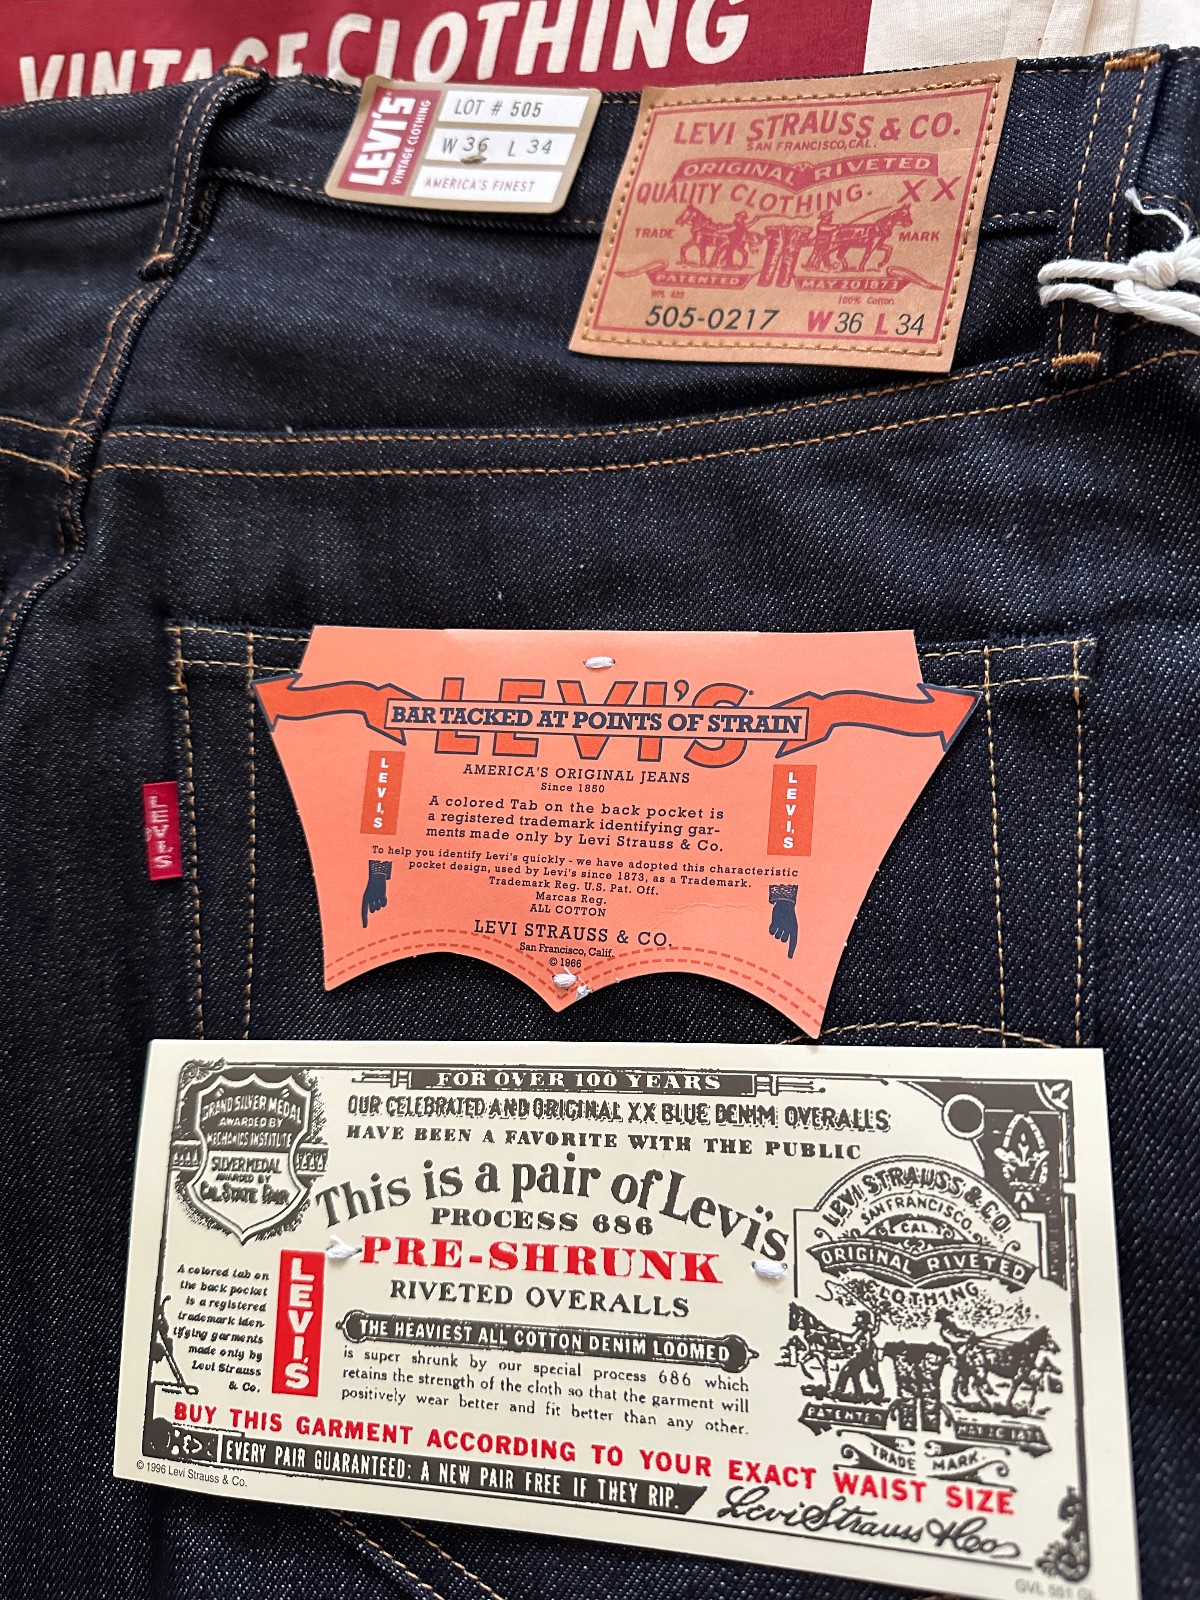 VINTAGE CLOTHING
LEVI'S
VINTAGE CLOTHING
LOT # 505
W 36 L 34
AMERICA'S FINEST
LEVI STRAUSS & CO.
SAN FRANCISCO, CAL.
ORIGINAL RIVETED
QUALITY CLOTHING. XX
TRADE MARK
PATENTED MAY 20 1873
100% Cotton
505-0217 W 36 L 34
LEVI'S
BAR TACKED AT POINTS OF STRAIN
LEVI'S
LEVI'S
AMERICA'S ORIGINAL JEANS
Since 1850
A colored Tab on the back pocket is
a registered trademark identifying gar-
ments made only by Levi Strauss & Co.
To help you identify Levi's quickly - we have adopted this characteristic
pocket design, used by Levi's since 1873, as a Trademark.
Trademark Reg. U.S. Pat. Off.
Marcas Reg.
ALL COTTON
LEVI STRAUSS & CO.
San Francisco, Calif.
© 1966
LEVI'S
FOR OVER 100 YEARS
OUR CELEBRATED AND ORIGINAL XX BLUE DENIM OVERALLS
HAVE BEEN A FAVORITE WITH THE PUBLIC
GRAND SILVER MEDAL
AWARDED BY
MECHANICS INSTITUTE
SILVER MEDAL
AWARDED BY
CAL. STATE FAIR
This is a pair of Levi's
PROCESS 686
PRE-SHRUNK
RIVETED OVERALLS
THE HEAVIEST ALL COTTON DENIM LOOMED
is super shrunk by our special process 686 which
retains the strength of the cloth so that the garment will
positively wear better and fit better than any other.
A colored tab on
the back pocket
is a registered
trademark iden-
tifying garments
made only by
Levi Strauss
& Co.
LEVI'S
LEVI STRAUSS & CO.
SAN FRANCISCO.
CAL.
ORIGINAL RIVETED
CLOTHING
PATENTED MAY 20 1873
TRADE MARK.
BUY THIS GARMENT ACCORDING TO YOUR EXACT WAIST SIZE
EVERY PAIR GUARANTEED: A NEW PAIR FREE IF THEY RIP.
Levi Strauss & Co
© 1996 Levi Strauss & Co.